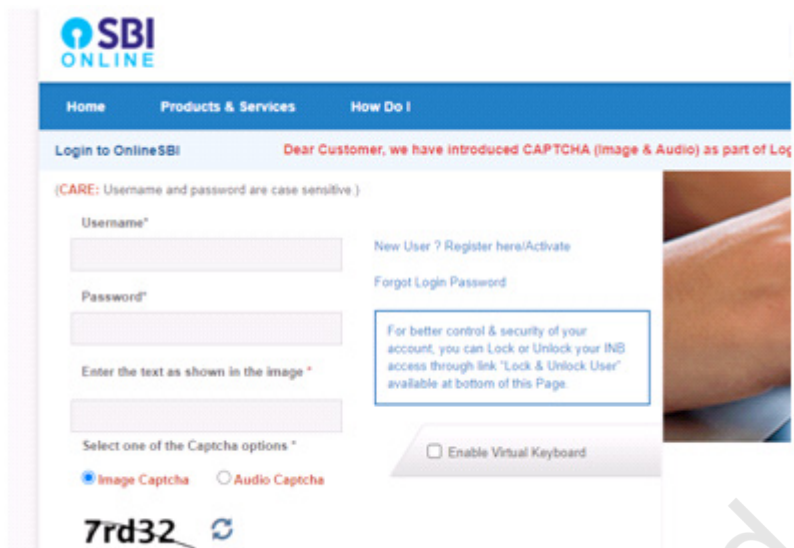 SBI
ONLINE
Home Products & Services How Do I
Login to OnlineSBI Dear Customer, we have introduced CAPTCHA (Image & Audio) as part of Log
(CARE: Username and password are case sensitive.)
Username*
New User ? Register here/Activate
Forgot Login Password
Password*
For better control & security of your
account, you can Lock or Unlock your INB
access through link "Lock & Unlock User"
available at bottom of this Page.
Enter the text as shown in the image *
Select one of the Captcha options *
Enable Virtual Keyboard
Image Captcha Audio Captcha
7rd32